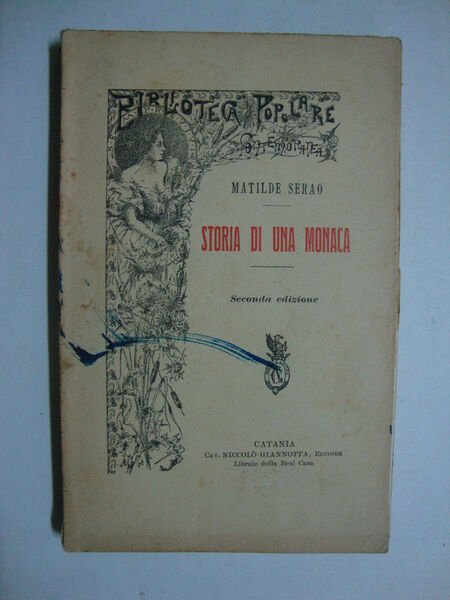 BIBLIOTECA POPOLARE
CONTEMPORANEA
MATILDE SERAO
STORIA DI UNA MONACA
Seconda edizione
CATANIA
CAV. NICCOLÒ GIANNOTTA, EDITORE
Libraio della Real Casa